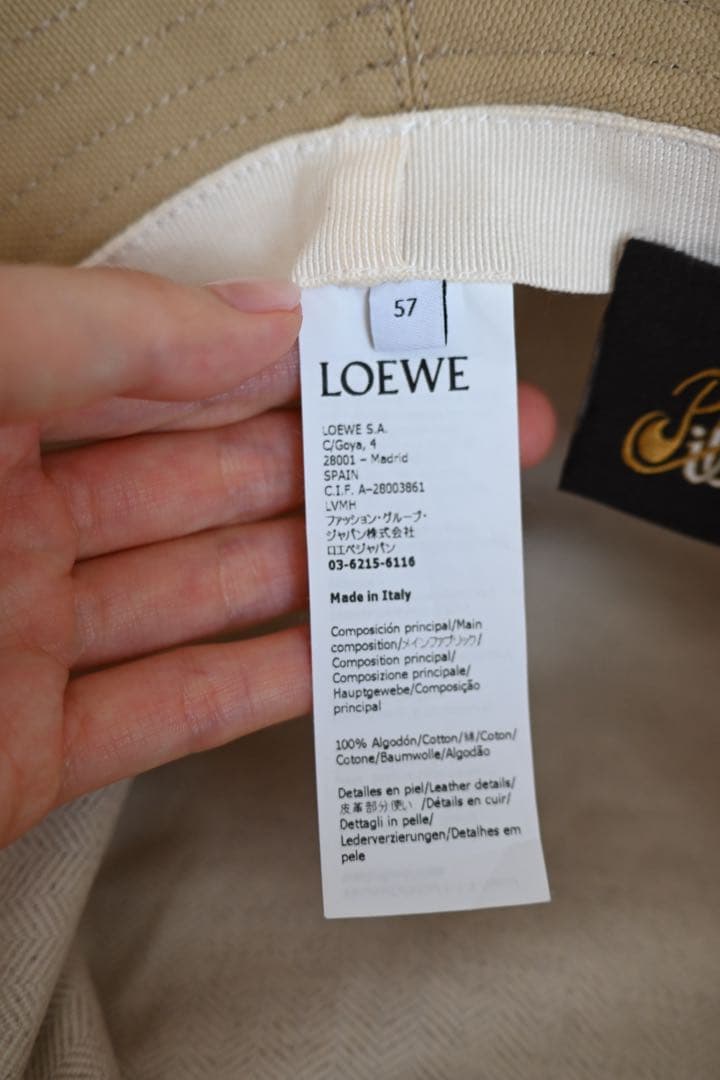 57
LOEWE
LOEWE S.A.
C/Goya, 4
28001 – Madrid
SPAIN
C.I.F. A-28003861
LVMH
ファッション・グループ・
ジャパン株式会社
ロエベジャパン
03-6215-6116
Made in Italy
Composición principal/Main
composition/メインファブリック/
Composition principal/
Composizione principale/
Hauptgewebe/Composição
principal
100% Algodón/Cotton/綿/Coton/
Cotone/Baumwolle/Algodão
Detalles en piel/Leather details/
皮革部分使い /Détails en cuir/
Dettagli in pelle/
Lederverzierungen/Detalhes em
pele